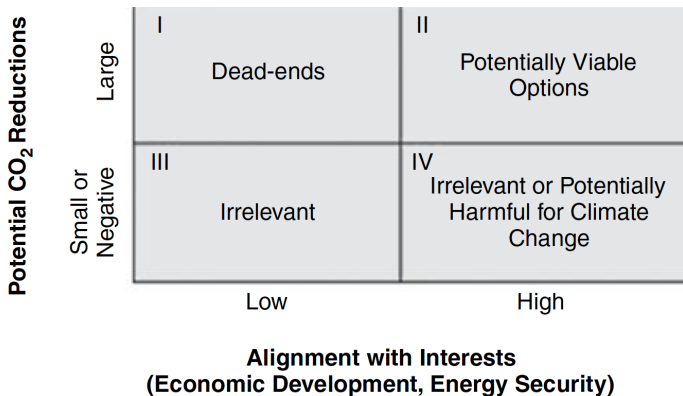 Potential CO2 Reductions
Large
Small or
Negative
I
Dead-ends
II
Potentially Viable
Options
III
Irrelevant
IV
Irrelevant or Potentially
Harmful for Climate
Change
Low
High
Alignment with Interests
(Economic Development, Energy Security)